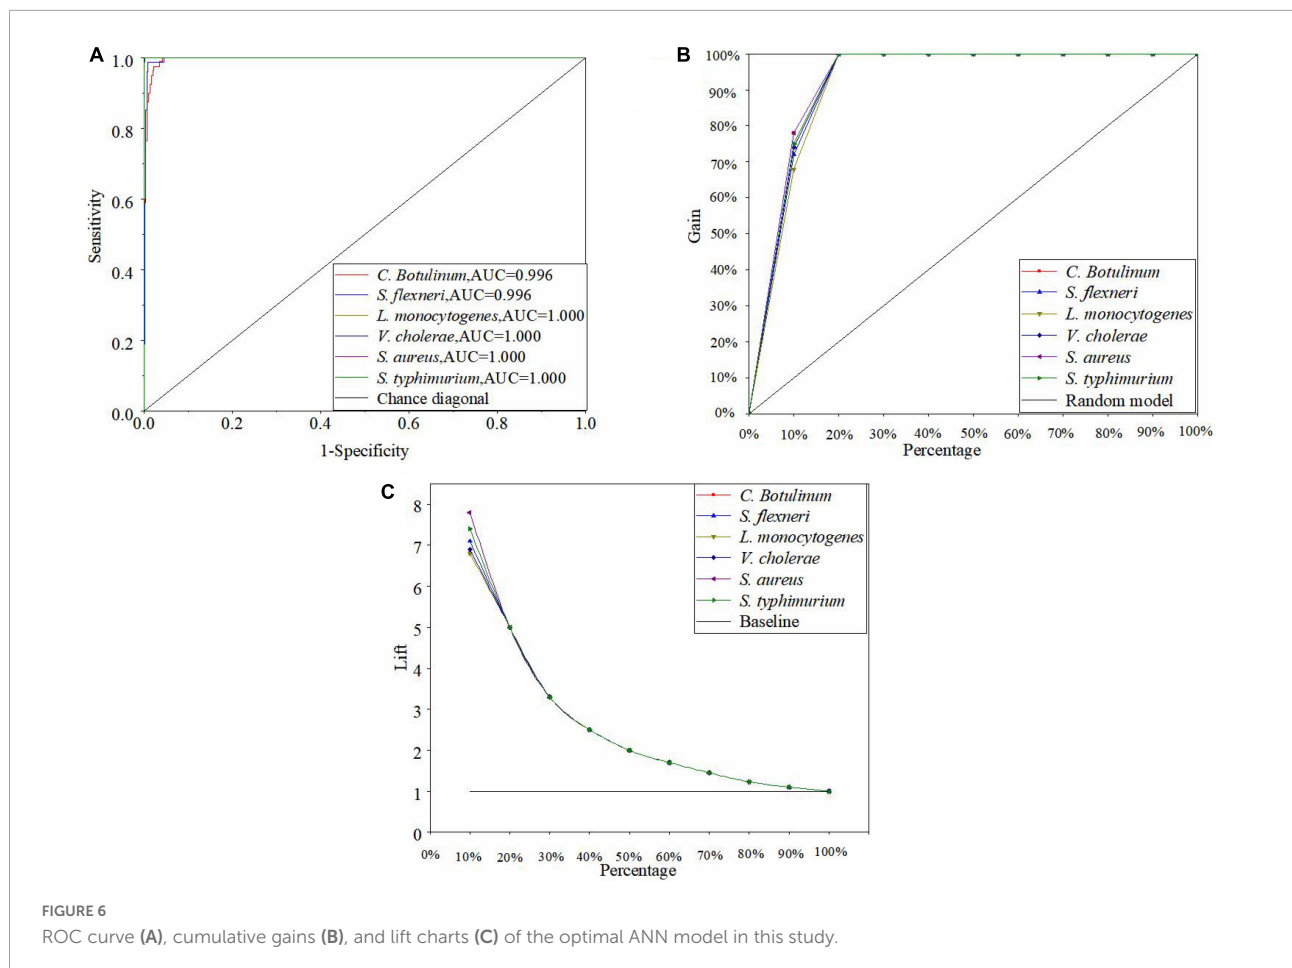 A
1.0
0.8
0.6
0.4
0.2
0.0
Sensitivity
0.0 0.2 0.4 0.6 0.8 1.0
1-Specificity
C. Botulinum,AUC=0.996
S. flexneri,AUC=0.996
L. monocytogenes,AUC=1.000
V. cholerae,AUC=1.000
S. aureus,AUC=1.000
S. typhimurium,AUC=1.000
Chance diagonal
B
100%
90%
80%
70%
60%
50%
40%
30%
20%
10%
0%
Gain
0% 10% 20% 30% 40% 50% 60% 70% 80% 90% 100%
Percentage
C. Botulinum
S. flexneri
L. monocytogenes
V. cholerae
S. aureus
S. typhimurium
Random model
C
8
7
6
5
4
3
2
1
0
Lift
0% 10% 20% 30% 40% 50% 60% 70% 80% 90% 100%
Percentage
C. Botulinum
S. flexneri
L. monocytogenes
V. cholerae
S. aureus
S. typhimurium
Baseline
FIGURE 6
ROC curve (A), cumulative gains (B), and lift charts (C) of the optimal ANN model in this study.